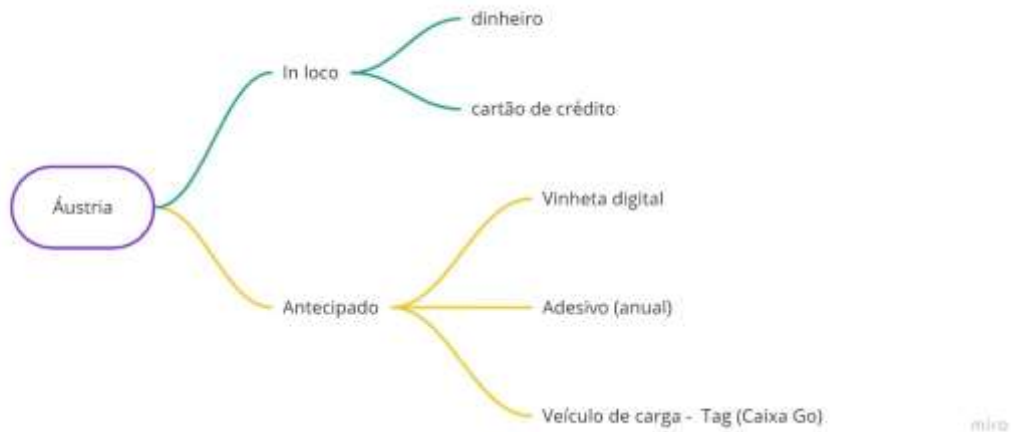 dinheiro
In loco
cartão de crédito
Vinheta digital
Áustria
Antecipado
Adesivo (anual)
Veículo de carga - Tag (Caixa Go)
miro